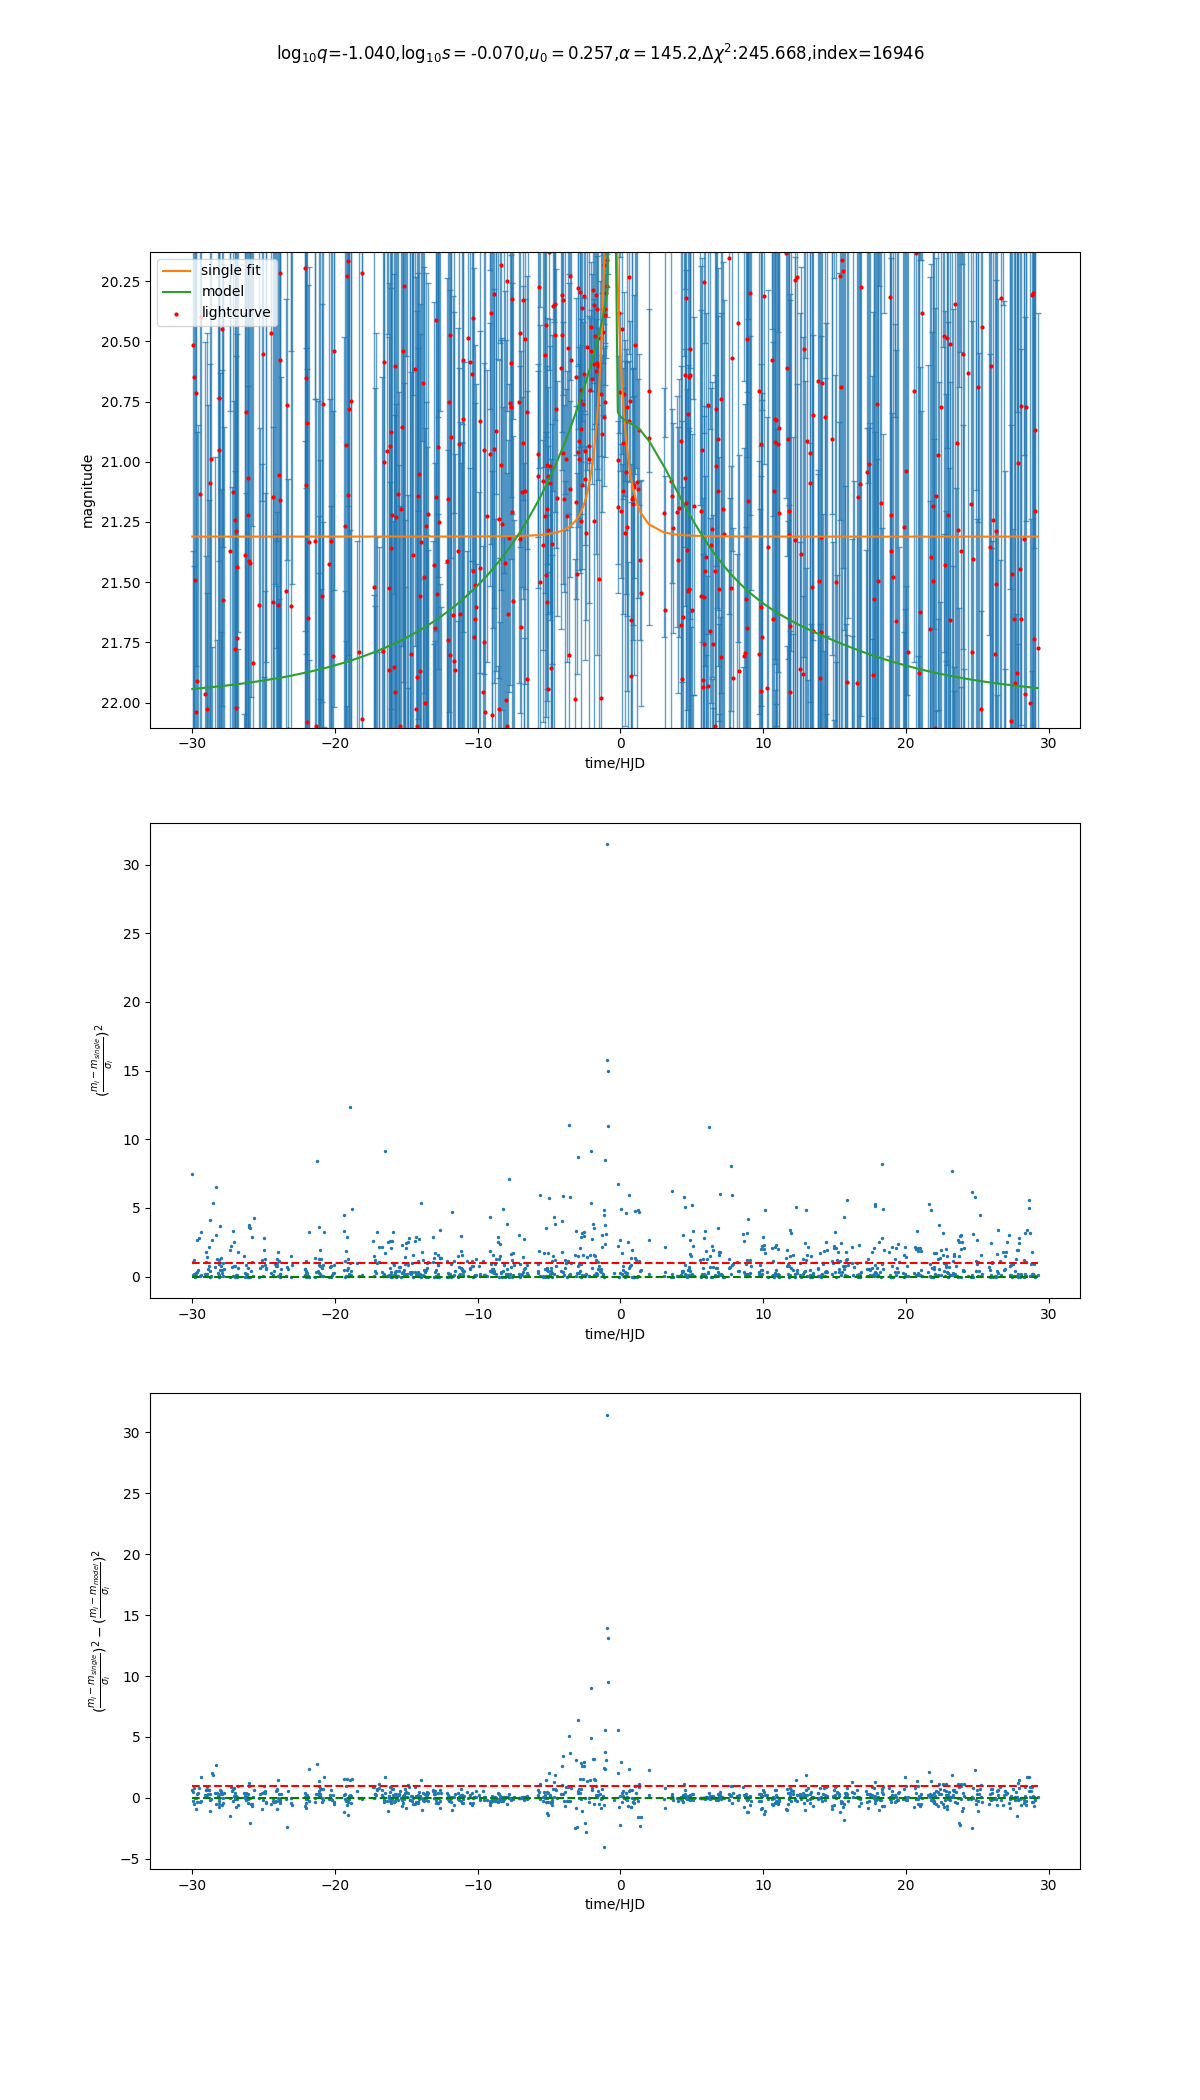 log₁₀q=-1.040,log₁₀s = -0.070,u₀ = 0.257,α = 145.2,Δχ²:245.668,index=16946
single fit
model
lightcurve
20.25
20.50
20.75
21.00
21.25
21.50
21.75
22.00
magnitude
−30 −20 −10 0 10 20 30
time/HJD
30
25
20
15
10
5
0
(mᵢ − m_single / σᵢ)²
−30 −20 −10 0 10 20 30
time/HJD
30
25
20
15
10
5
0
−5
(mᵢ − m_single / σᵢ)² − (mᵢ − m_model / σᵢ)²
−30 −20 −10 0 10 20 30
time/HJD